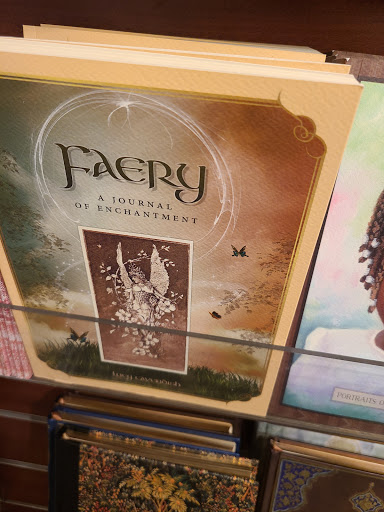 FAERY
A JOURNAL
OF ENCHANTMENT
PORTRAITS O